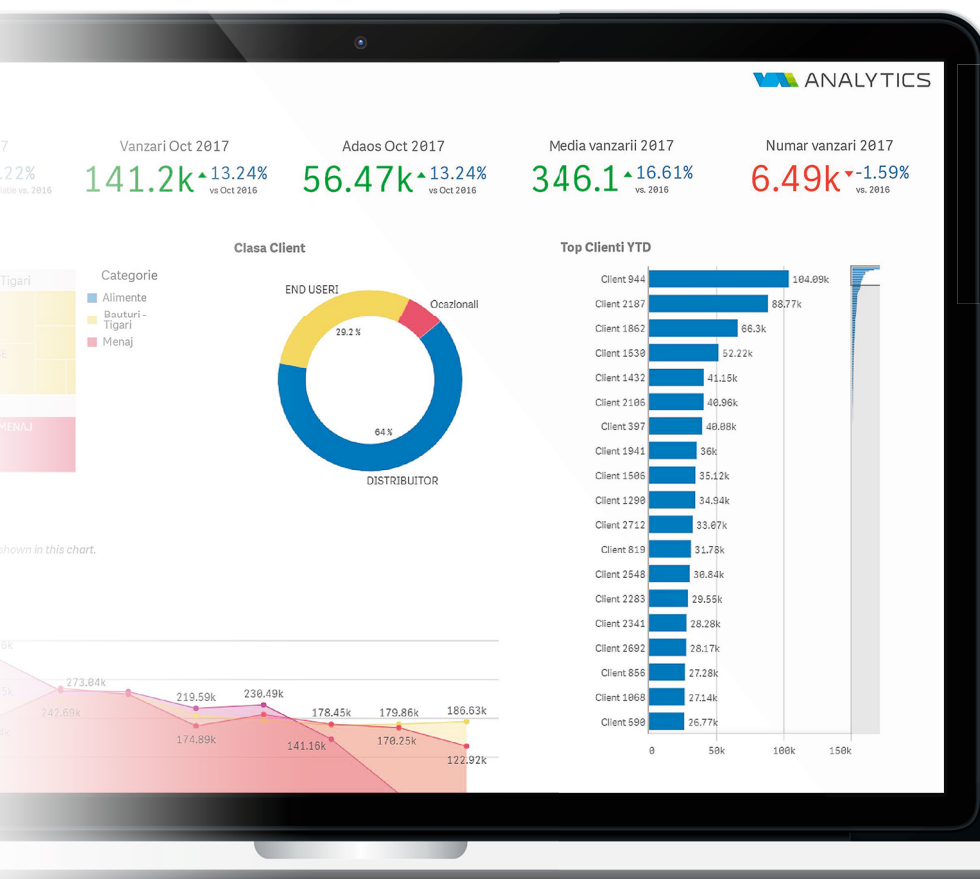 ANALYTICS
7
Vanzari Oct 2017
Adaos Oct 2017
Media vanzarii 2017
Numar vanzari 2017
.22%
vs. 2016
141.2k 13.24%
vs Oct 2016
56.47k 13.24%
vs Oct 2016
346.1 16.61%
vs. 2016
6.49k -1.59%
vs. 2016
Clasa Client
Top Clienti YTD
Tigari
Categorie
Alimente
Bauturi -
Tigari
Menaj
MENAJ
END USERI
Ocazionali
29.2 %
64 %
DISTRIBUITOR
Client 944 104.09k
Client 2187 88.77k
Client 1862 66.3k
Client 1530 52.22k
Client 1432 41.15k
Client 2106 40.96k
Client 397 40.08k
Client 1941 36k
Client 1506 35.12k
Client 1290 34.94k
Client 2712 33.07k
Client 819 31.78k
Client 2548 30.84k
Client 2283 29.55k
Client 2341 28.28k
Client 2692 28.17k
Client 856 27.28k
Client 1068 27.14k
Client 590 26.77k
0 50k 100k 150k
shown in this chart.
273.04k
219.59k
230.49k
178.45k
179.86k
186.63k
242.69k
174.89k
141.16k
170.25k
122.92k